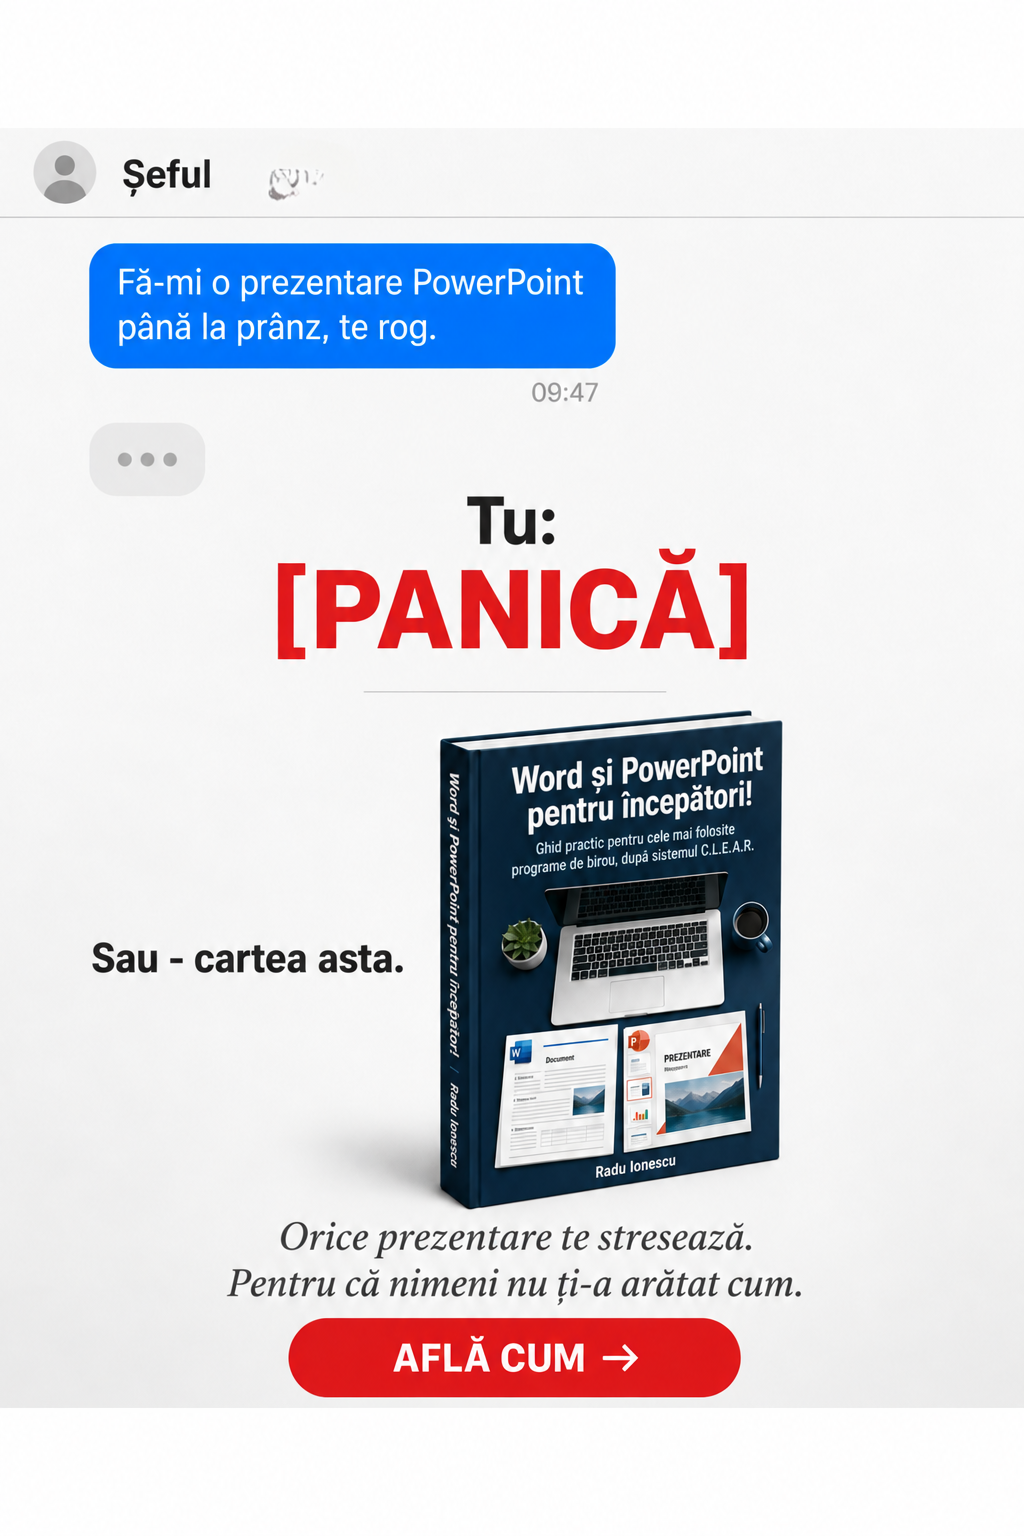 Șeful
Fă-mi o prezentare PowerPoint
până la prânz, te rog.
09:47
Tu:
[PANICĂ]
Word și PowerPoint
pentru începători!
Ghid practic pentru cele mai folosite
programe de birou, după sistemul C.L.E.A.R.
Word și PowerPoint pentru începători! / Radu Ionescu
Sau - cartea asta.
W
Document
P
PREZENTARE
Radu Ionescu
Orice prezentare te stresează.
Pentru că nimeni nu ți-a arătat cum.
AFLĂ CUM →